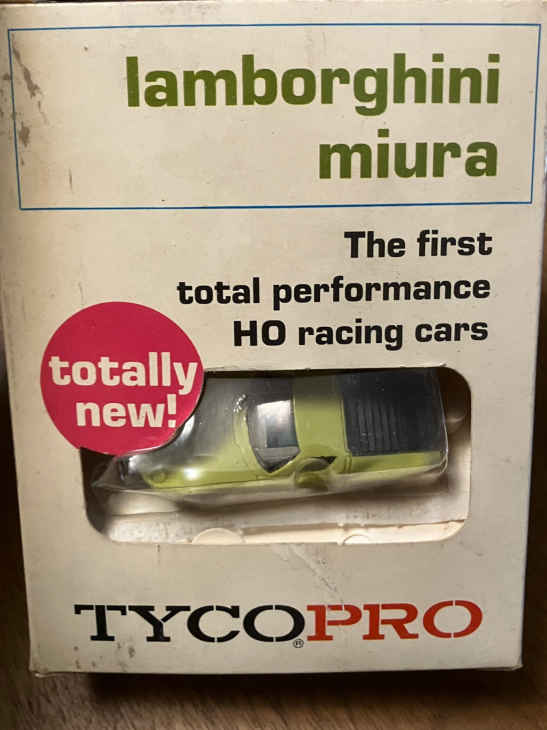 lamborghini
miura
The first
total performance
HO racing cars
totally
new!
TYCOPRO
®